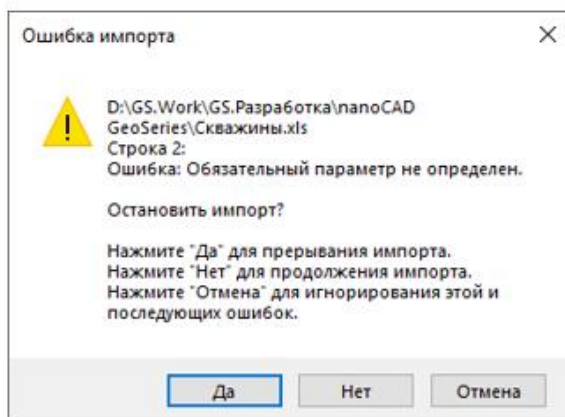 Ошибка импорта
D:\GS.Work\GS.Разработка\nanoCAD
GeoSeries\Скважины.xls
Строка 2:
Ошибка: Обязательный параметр не определен.
Остановить импорт?
Нажмите "Да" для прерывания импорта.
Нажмите "Нет" для продолжения импорта.
Нажмите "Отмена" для игнорирования этой и
последующих ошибок.
Да
Нет
Отмена